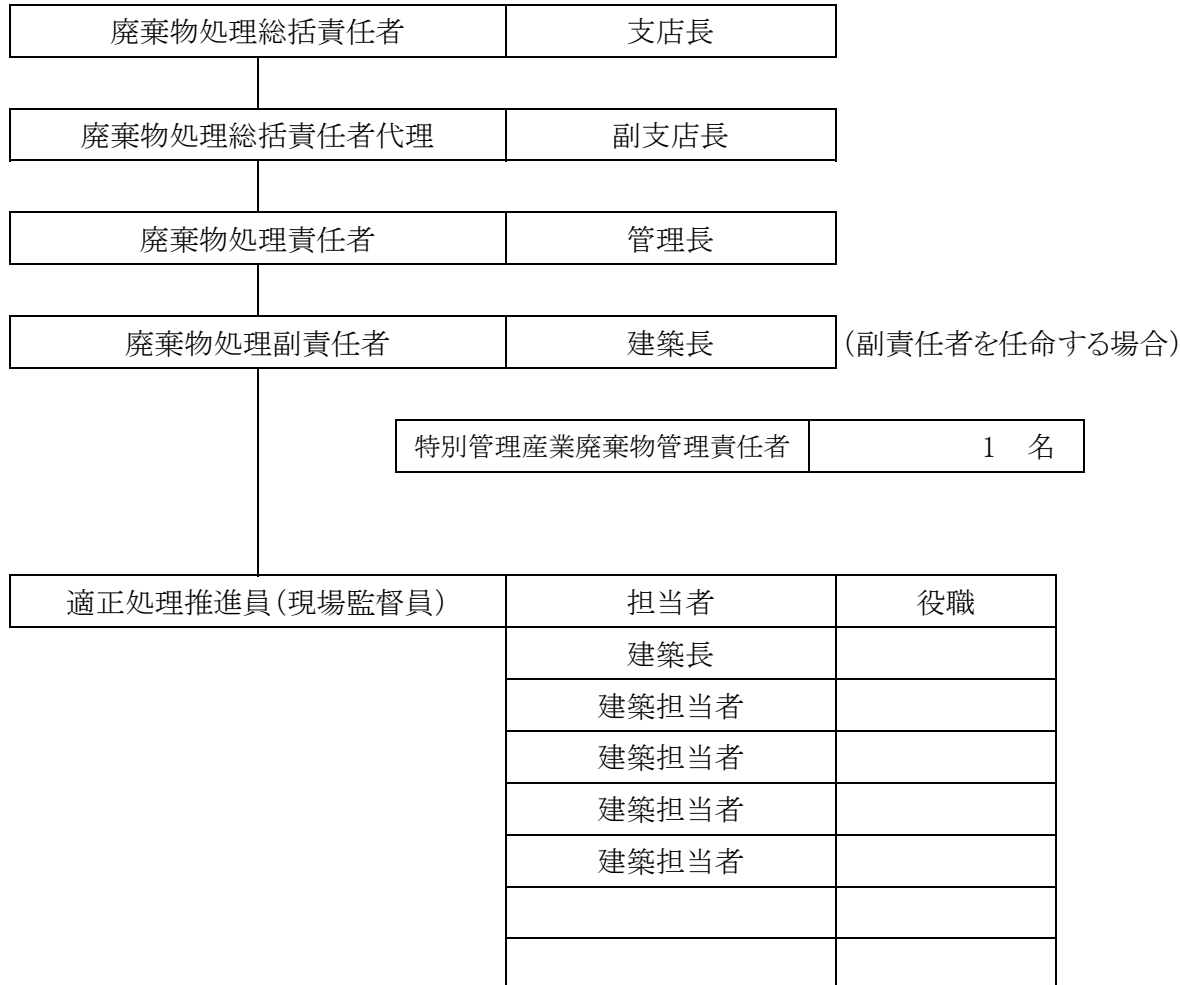 廃棄物処理総括責任者 支店長
廃棄物処理総括責任者代理 副支店長
廃棄物処理責任者 管理長
廃棄物処理副責任者 建築長 (副責任者を任命する場合)
特別管理産業廃棄物管理責任者 1 名
適正処理推進員(現場監督員) 担当者 役職
建築長
建築担当者
建築担当者
建築担当者
建築担当者